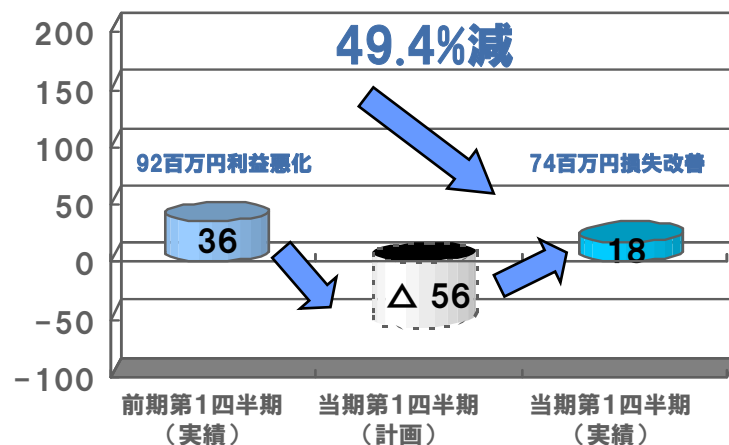 200
150
100
50
0
-50
-100
49.4%減
92百万円利益悪化
74百万円損失改善
36
△ 56
18
前期第1四半期
（実績）
当期第1四半期
（計画）
当期第1四半期
（実績）